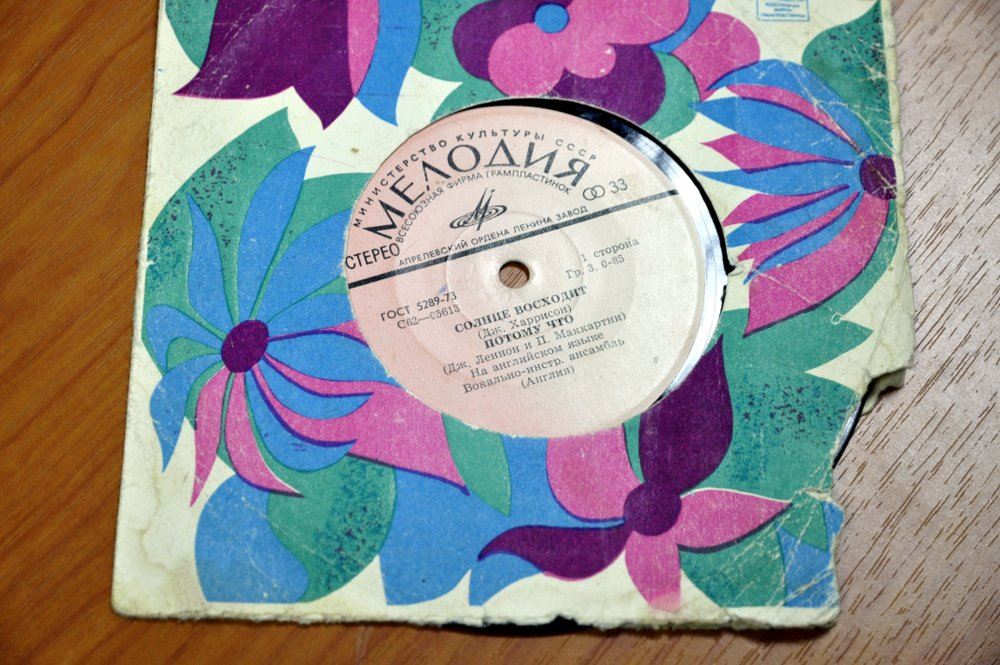 МИНИСТЕРСТВО КУЛЬТУРЫ СССР
МЕЛОДИЯ
ВСЕСОЮЗНАЯ ФИРМА ГРАМПЛАСТИНОК
33
СТЕРЕО
АПРЕЛЕВСКИЙ ОРДЕНА ЛЕНИНА ЗАВОД
ГОСТ 5289-73
1 сторона
С62—05613
Гр. 3. 0-85
СОЛНЦЕ ВОСХОДИТ
(Дж. Харрисон)
ПОТОМУ ЧТО
(Дж. Леннон и П. Маккартни)
На английском языке
Вокально-инстр. ансамбль
(Англия)